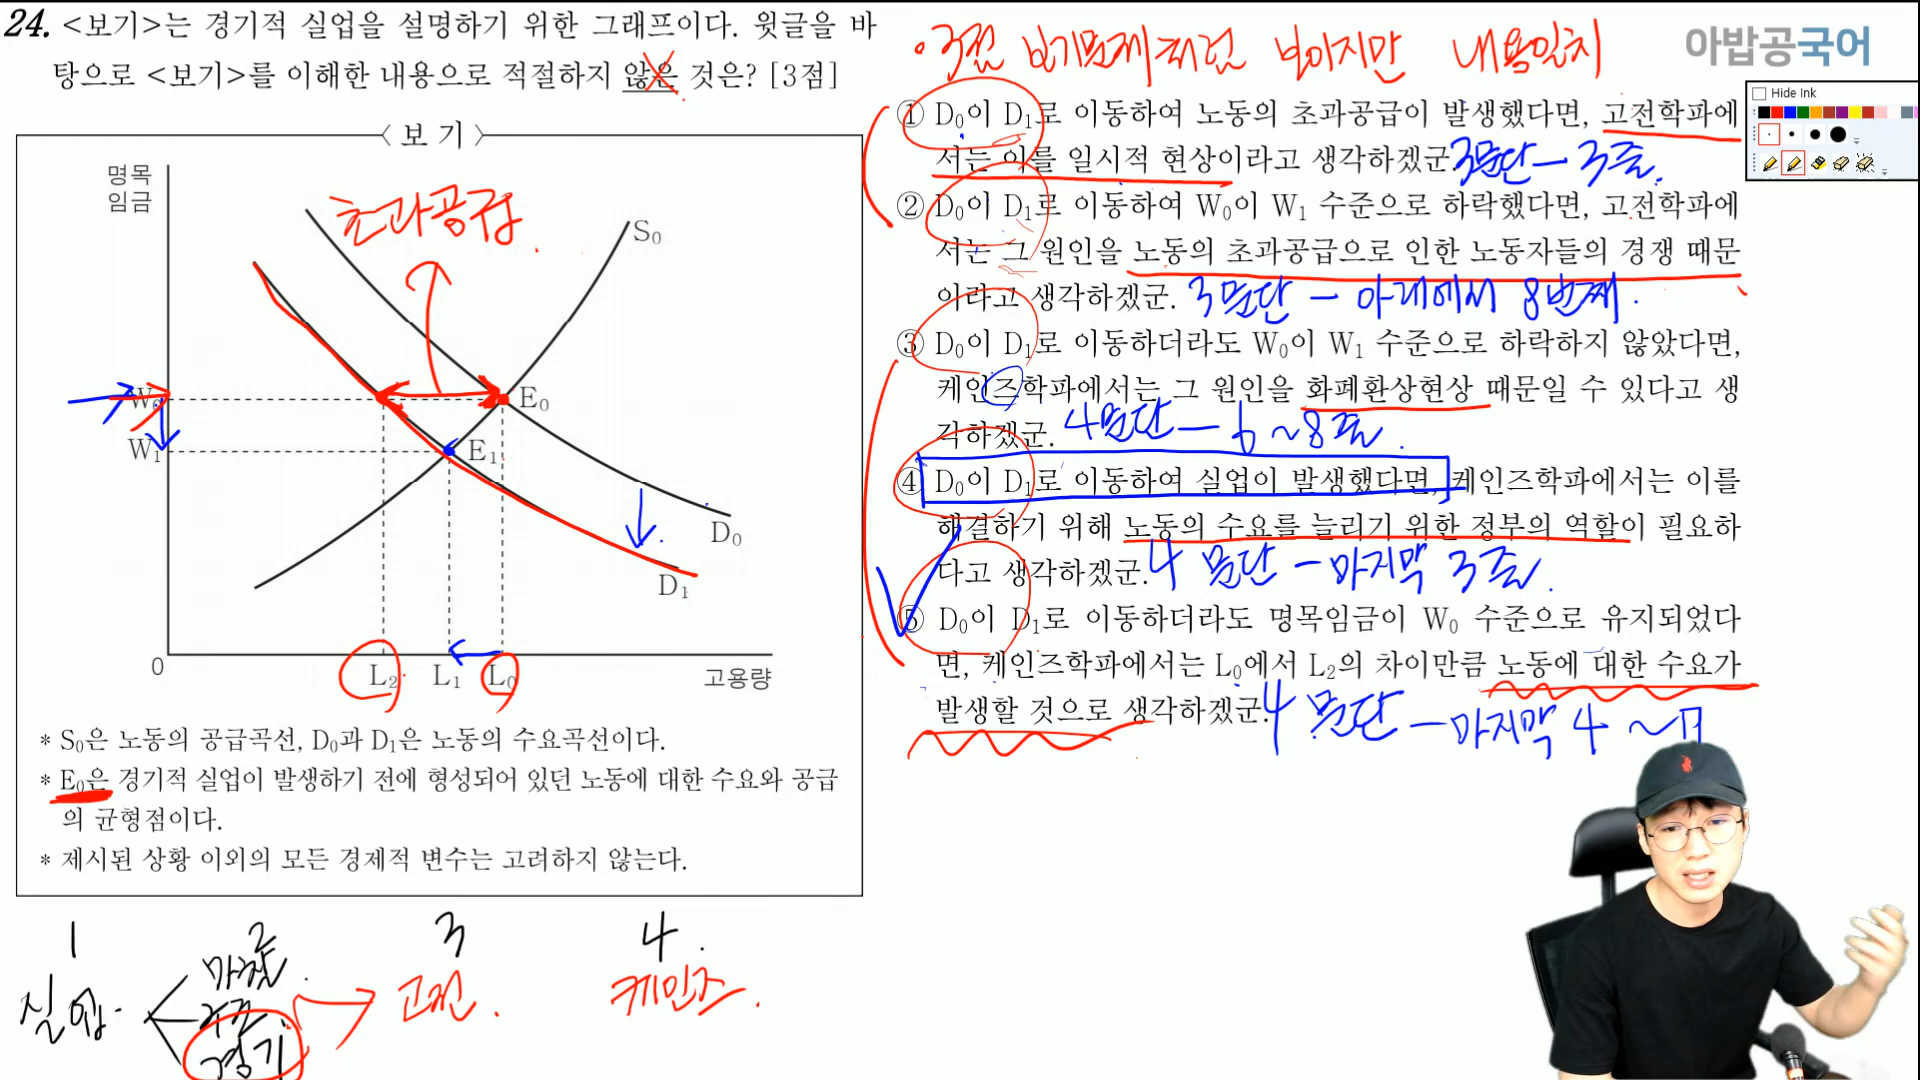 24. <보기>는 경기적 실업을 설명하기 위한 그래프이다. 윗글을 바
탕으로 <보기>를 이해한 내용으로 적절하지 않은 것은? [3점]
<보 기>
명목
임금
초과공급
S₀
W₀
E₀
W₁
E₁
D₀
D₁
0
L₂
L₁
L₀
고용량
* S₀은 노동의 공급곡선, D₀과 D₁은 노동의 수요곡선이다.
* E₀은 경기적 실업이 발생하기 전에 형성되어 있던 노동에 대한 수요와 공급
의 균형점이다.
* 제시된 상황 이외의 모든 경제적 변수는 고려하지 않는다.
1
2
3
4
실업
마찰
구조
경기
고전
케인즈
3점 보기문제처럼 보이지만 내용일치
아밥공국어
Hide Ink
① D₀이 D₁로 이동하여 노동의 초과공급이 발생했다면, 고전학파에
서는 이를 일시적 현상이라고 생각하겠군.
3문단 - 3줄.
② D₀이 D₁로 이동하여 W₀이 W₁ 수준으로 하락했다면, 고전학파에
서는 그 원인을 노동의 초과공급으로 인한 노동자들의 경쟁 때문
이라고 생각하겠군.
3문단 - 아래에서 8번째.
③ D₀이 D₁로 이동하더라도 W₀이 W₁ 수준으로 하락하지 않았다면,
케인즈학파에서는 그 원인을 화폐환상현상 때문일 수 있다고 생
각하겠군.
4문단 - 6~8줄.
④ D₀이 D₁로 이동하여 실업이 발생했다면, 케인즈학파에서는 이를
해결하기 위해 노동의 수요를 늘리기 위한 정부의 역할이 필요하
다고 생각하겠군.
4문단 - 마지막 3줄.
⑤ D₀이 D₁로 이동하더라도 명목임금이 W₀ 수준으로 유지되었다
면, 케인즈학파에서는 L₀에서 L₂의 차이만큼 노동에 대한 수요가
발생할 것으로 생각하겠군.
4문단 - 마지막 4~